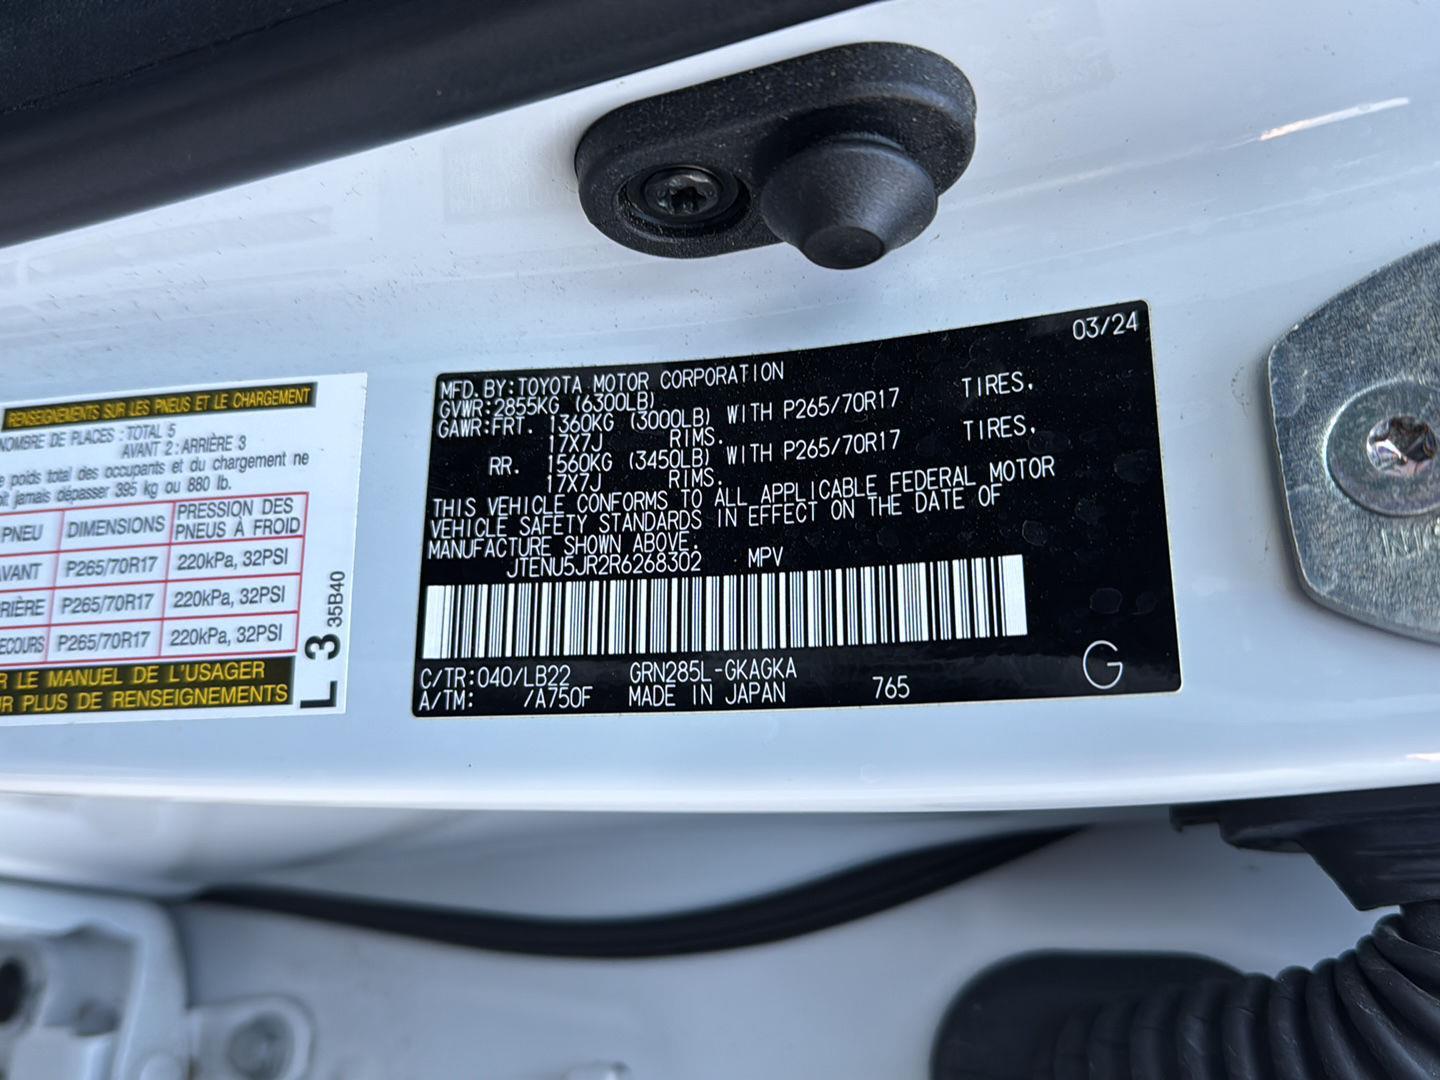 RENSEIGNEMENTS SUR LES PNEUS ET LE CHARGEMENT
NOMBRE DE PLACES : TOTAL 5
AVANT 2 : ARRIÈRE 3
poids total des occupants et du chargement ne
jamais dépasser 395 kg ou 880 lb.
PNEU DIMENSIONS PRESSION DES PNEUS À FROID
AVANT P265/70R17 220kPa, 32PSI
RIÈRE P265/70R17 220kPa, 32PSI
ECOURS P265/70R17 220kPa, 32PSI
R LE MANUEL DE L'USAGER
R PLUS DE RENSEIGNEMENTS
L 3 35B40
03/24
MFD. BY: TOYOTA MOTOR CORPORATION
GVWR: 2855KG (6300LB)
GAWR: FRT. 1360KG (3000LB) WITH P265/70R17 TIRES,
17X7J RIMS.
RR. 1560KG (3450LB) WITH P265/70R17 TIRES,
17X7J RIMS.
THIS VEHICLE CONFORMS TO ALL APPLICABLE FEDERAL MOTOR
VEHICLE SAFETY STANDARDS IN EFFECT ON THE DATE OF
MANUFACTURE SHOWN ABOVE.
JTENU5JR2R6268302 MPV
C/TR: 040/LB22 GRN285L-GKAGKA
A/TM: /A750F MADE IN JAPAN 765
G